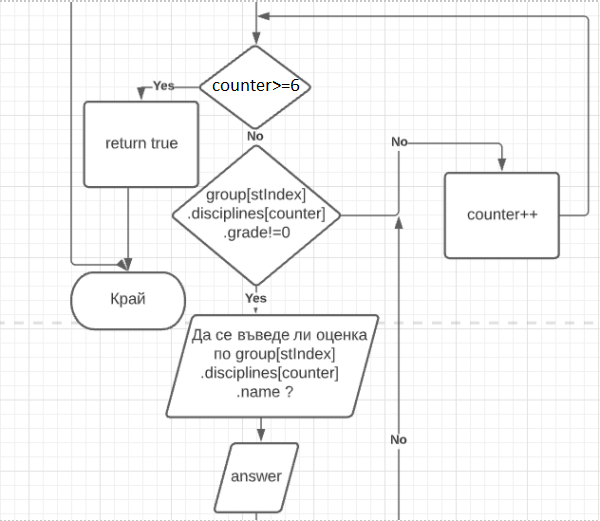 counter>=6
Yes
return true
No
No
group[stIndex]
.disciplines[counter]
.grade!=0
counter++
Край
Yes
Да се въведе ли оценка
по group[stIndex]
.disciplines[counter]
.name ?
No
answer